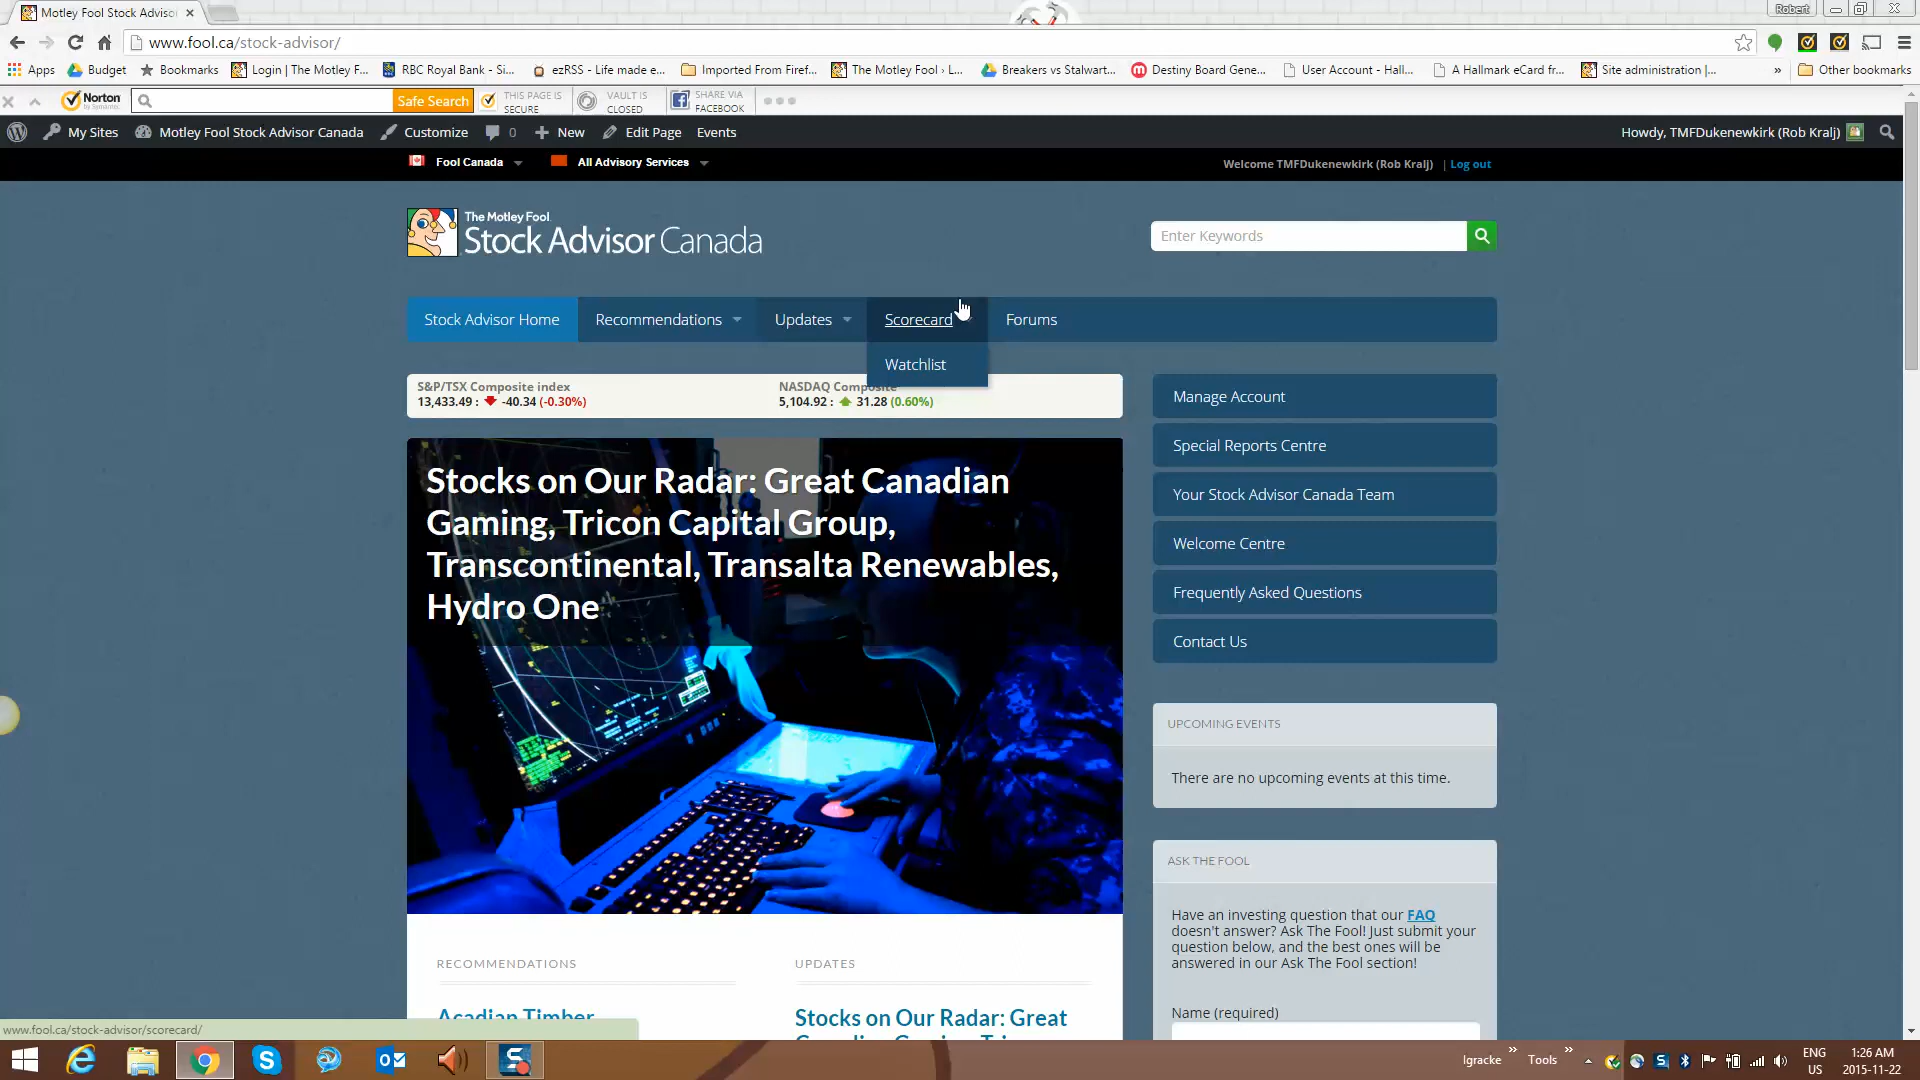 Motley Fool Stock Adviso
Robert
www.fool.ca/stock-advisor/
Apps Budget Bookmarks Login | The Motley F... RBC Royal Bank - Si... ezRSS - Life made e... Imported From Firef... The Motley Fool › L... Breakers vs Stalwart... Destiny Board Gene... User Account - Hall... A Hallmark eCard fr... Site administration |... » Other bookmarks
Norton
by Symantec
Safe Search
THIS PAGE IS
SECURE
VAULT IS
CLOSED
SHARE VIA
FACEBOOK
My Sites Motley Fool Stock Advisor Canada Customize 0 New Edit Page Events Howdy, TMFDukenewkirk (Rob Kralj)
Fool Canada All Advisory Services Welcome TMFDukenewkirk (Rob Kralj) | Log out
The Motley Fool
Stock Advisor Canada
Enter Keywords
Stock Advisor Home Recommendations Updates Scorecard Forums
Watchlist
S&P/TSX Composite index
13,433.49 : -40.34 (-0.30%)
NASDAQ Composite
5,104.92 : 31.28 (0.60%)
Stocks on Our Radar: Great Canadian
Gaming, Tricon Capital Group,
Transcontinental, Transalta Renewables,
Hydro One
Manage Account
Special Reports Centre
Your Stock Advisor Canada Team
Welcome Centre
Frequently Asked Questions
Contact Us
UPCOMING EVENTS
There are no upcoming events at this time.
ASK THE FOOL
Have an investing question that our FAQ
doesn't answer? Ask The Fool! Just submit your
question below, and the best ones will be
answered in our Ask The Fool section!
Name (required)
RECOMMENDATIONS
Acadian Timber
UPDATES
Stocks on Our Radar: Great
www.fool.ca/stock-advisor/scorecard/
lgracke » Tools »
ENG
US
1:26 AM
2015-11-22